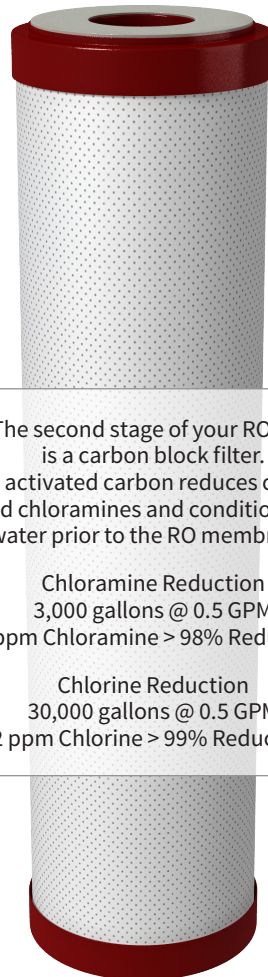 The second stage of your RO
is a carbon block filter.
activated carbon reduces
chloramines and
water prior to the RO
Chloramine Reduction
3,000 gallons @ 0.5 GPM
ppm Chloramine > 98%
Chlorine Reduction
30,000 gallons @ 0.5 GPM
ppm Chlorine > 99%